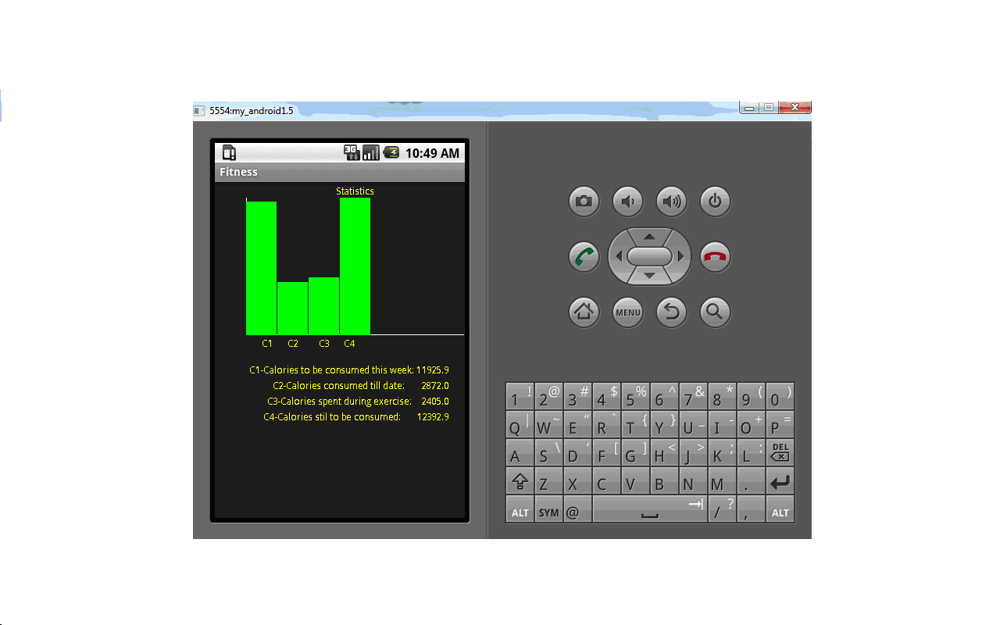 5554:my_android1.5
3G 10:49 AM
Fitness
Statistics
C1 C2 C3 C4
C1-Calories to be consumed this week: 11925.9
C2-Calories consumed till date: 2872.0
C3-Calories spent during exercise: 2405.0
C4-Calories stil to be consumed: 12392.9
MENU
1 ! 2 @ 3 # 4 $ 5 % 6 ^ 7 & 8 * 9 ( 0 )
Q | W ~ E “ R ` T { Y } U _ I - O + P =
A S \ D ‘ F [ G ] H < J > K ; L : DEL
Z X C V B N M .
ALT SYM @ / ? , ALT